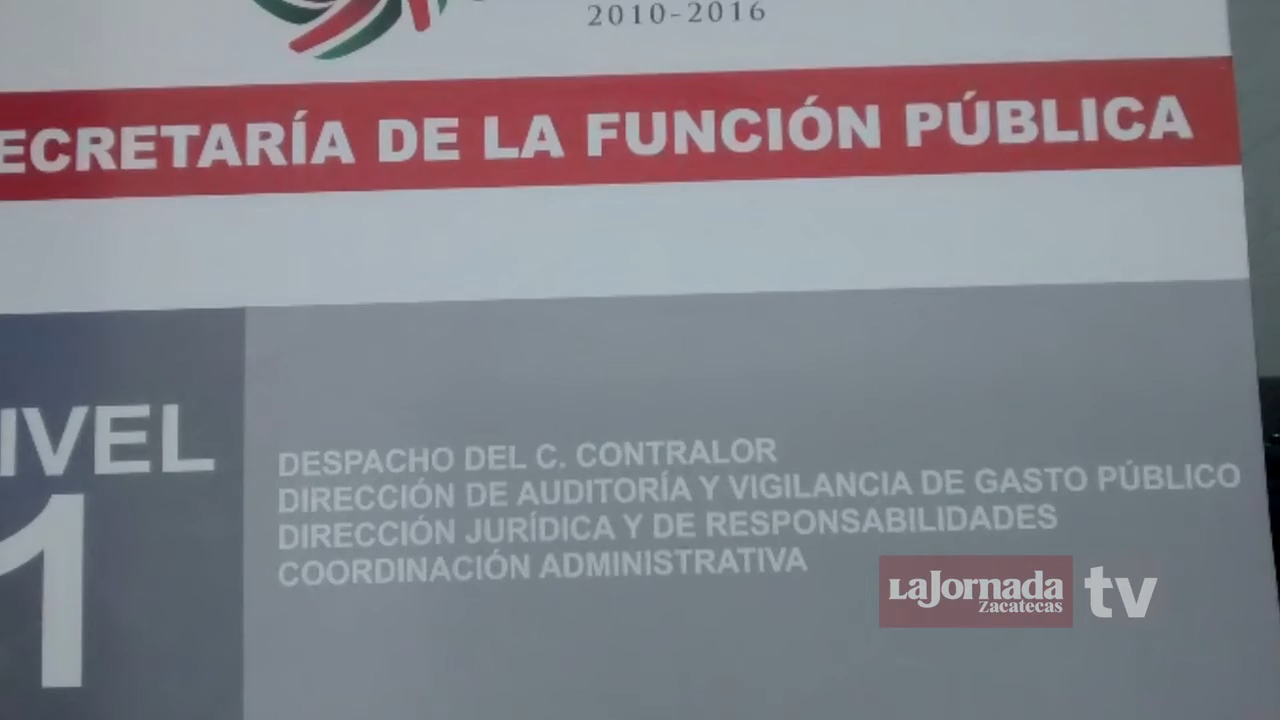 2010-2016
ECRETARÍA DE LA FUNCIÓN PÚBLICA
IVEL
1
DESPACHO DEL C. CONTRALOR
DIRECCIÓN DE AUDITORÍA Y VIGILANCIA DE GASTO PÚBLICO
DIRECCIÓN JURÍDICA Y DE RESPONSABILIDADES
COORDINACIÓN ADMINISTRATIVA
LaJornada tv
Zacatecas